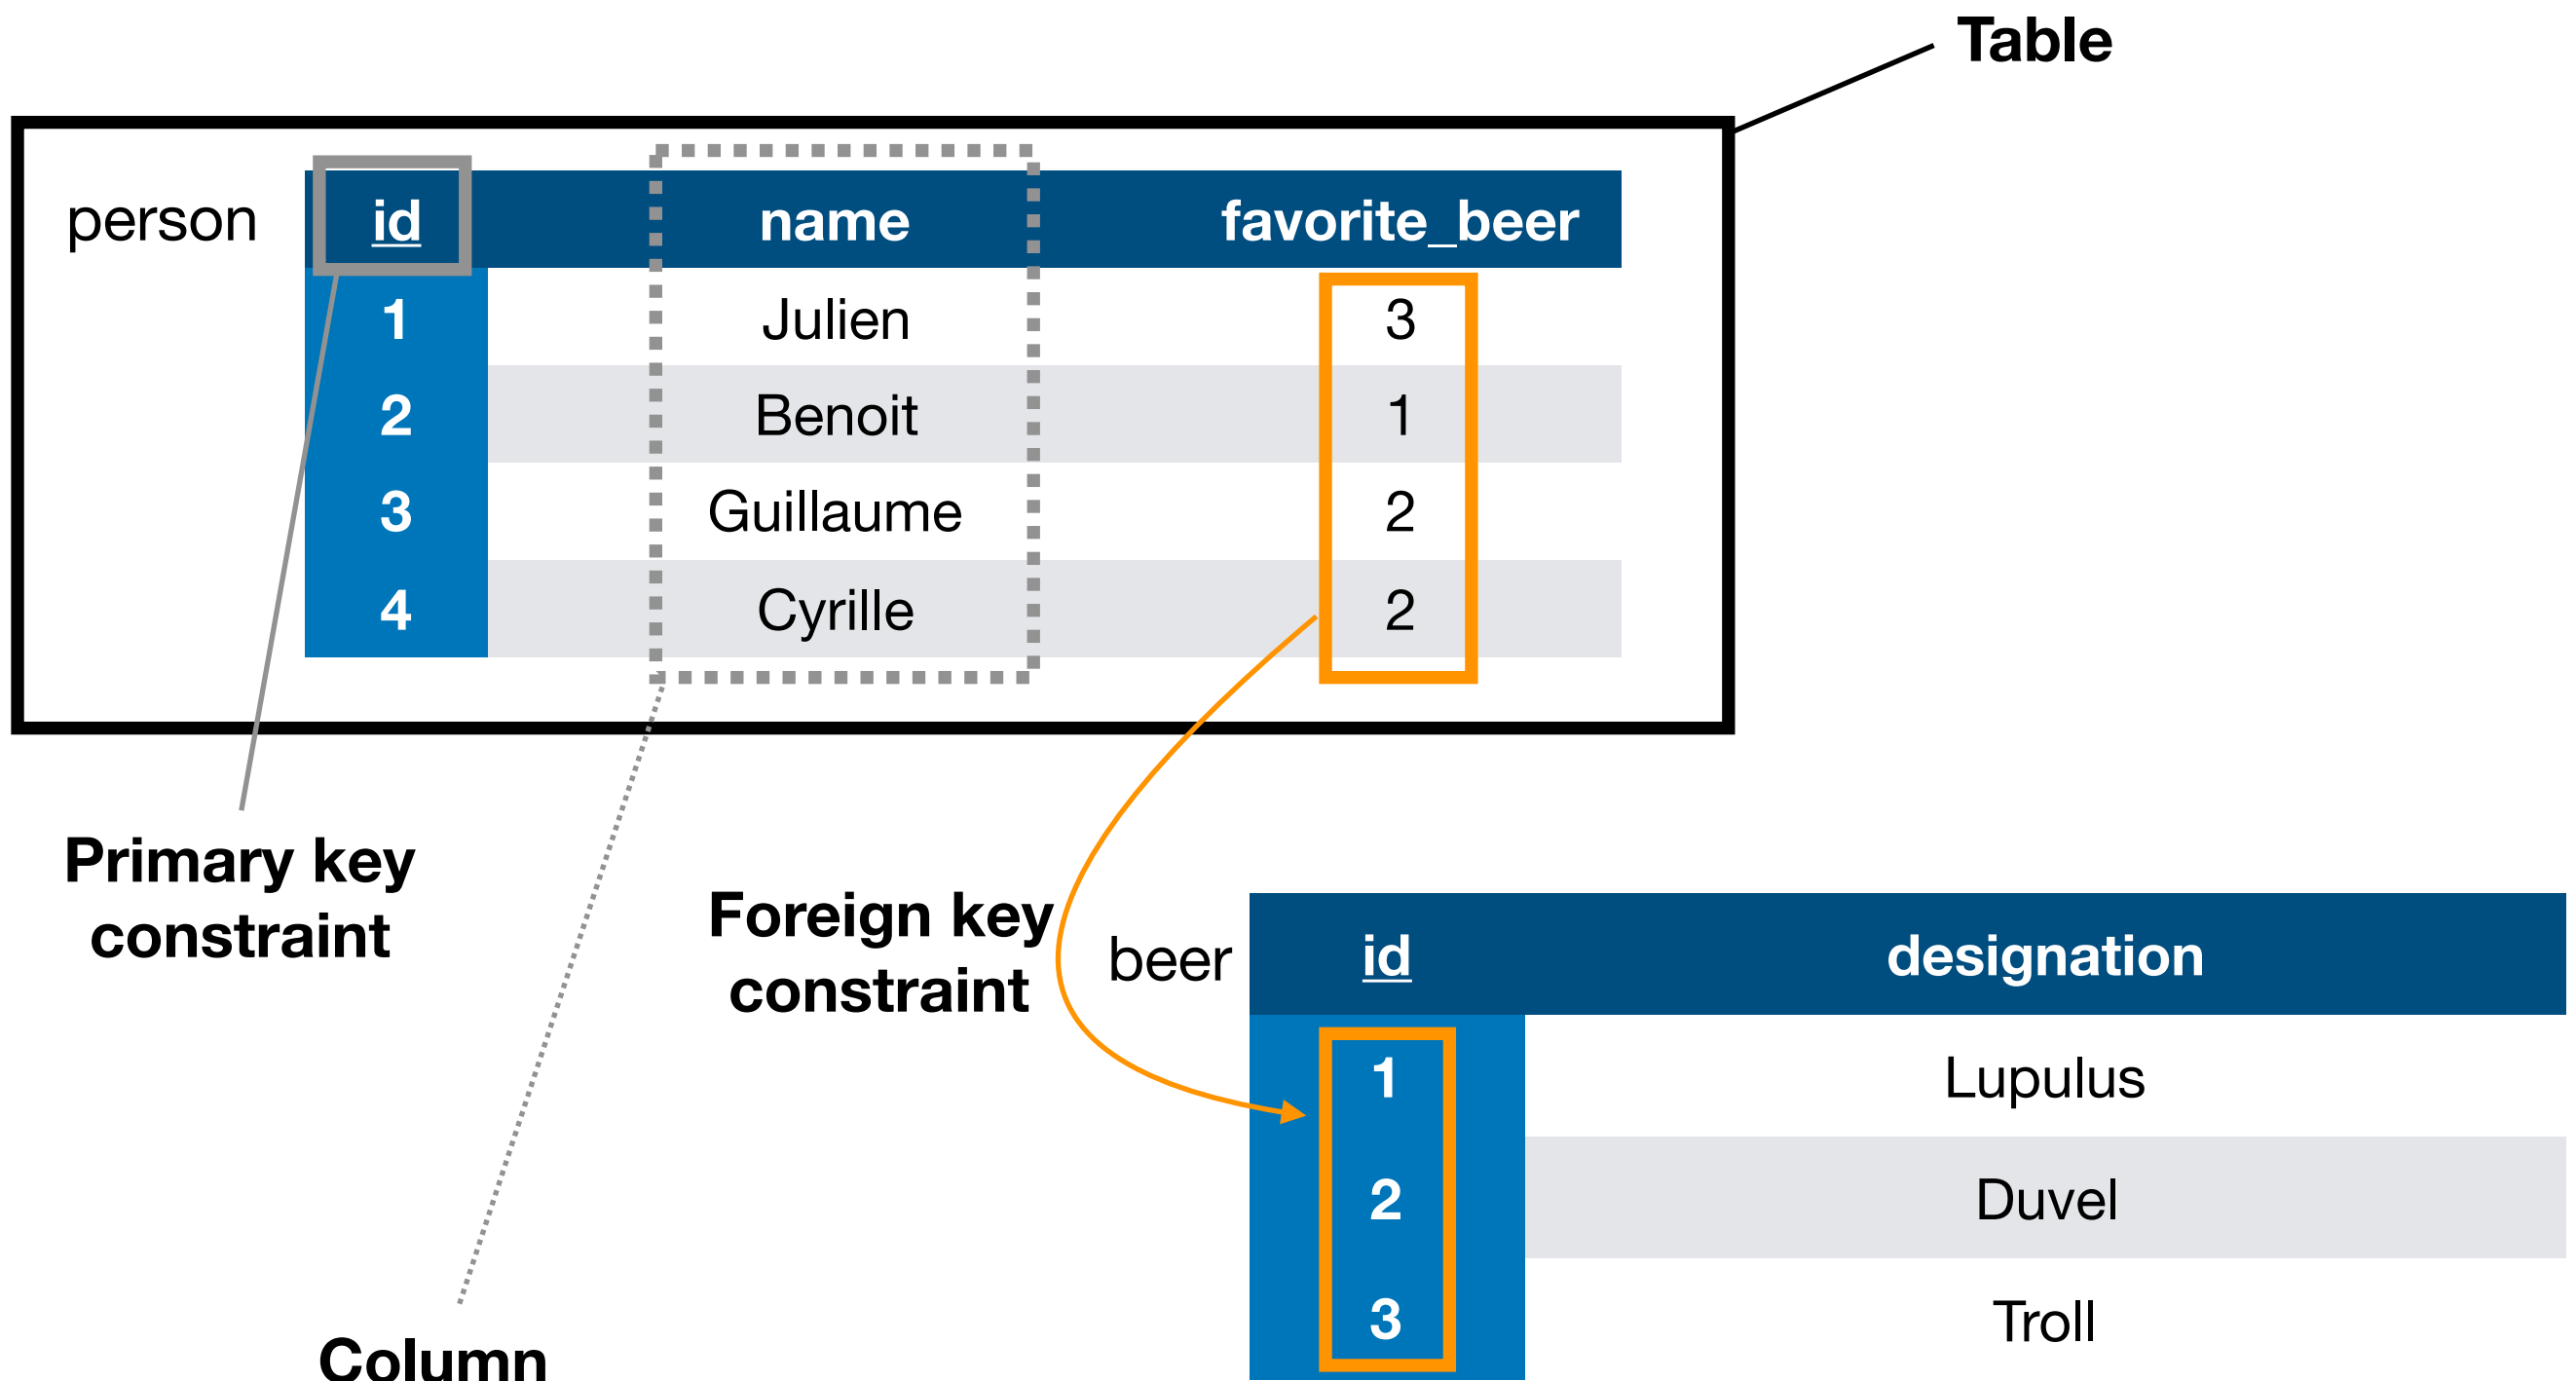 Table
person id name favorite_beer
1 Julien 3
2 Benoit 1
3 Guillaume 2
4 Cyrille 2
Primary key
constraint
Foreign key
constraint
beer id designation
1 Lupulus
2 Duvel
3 Troll
Column